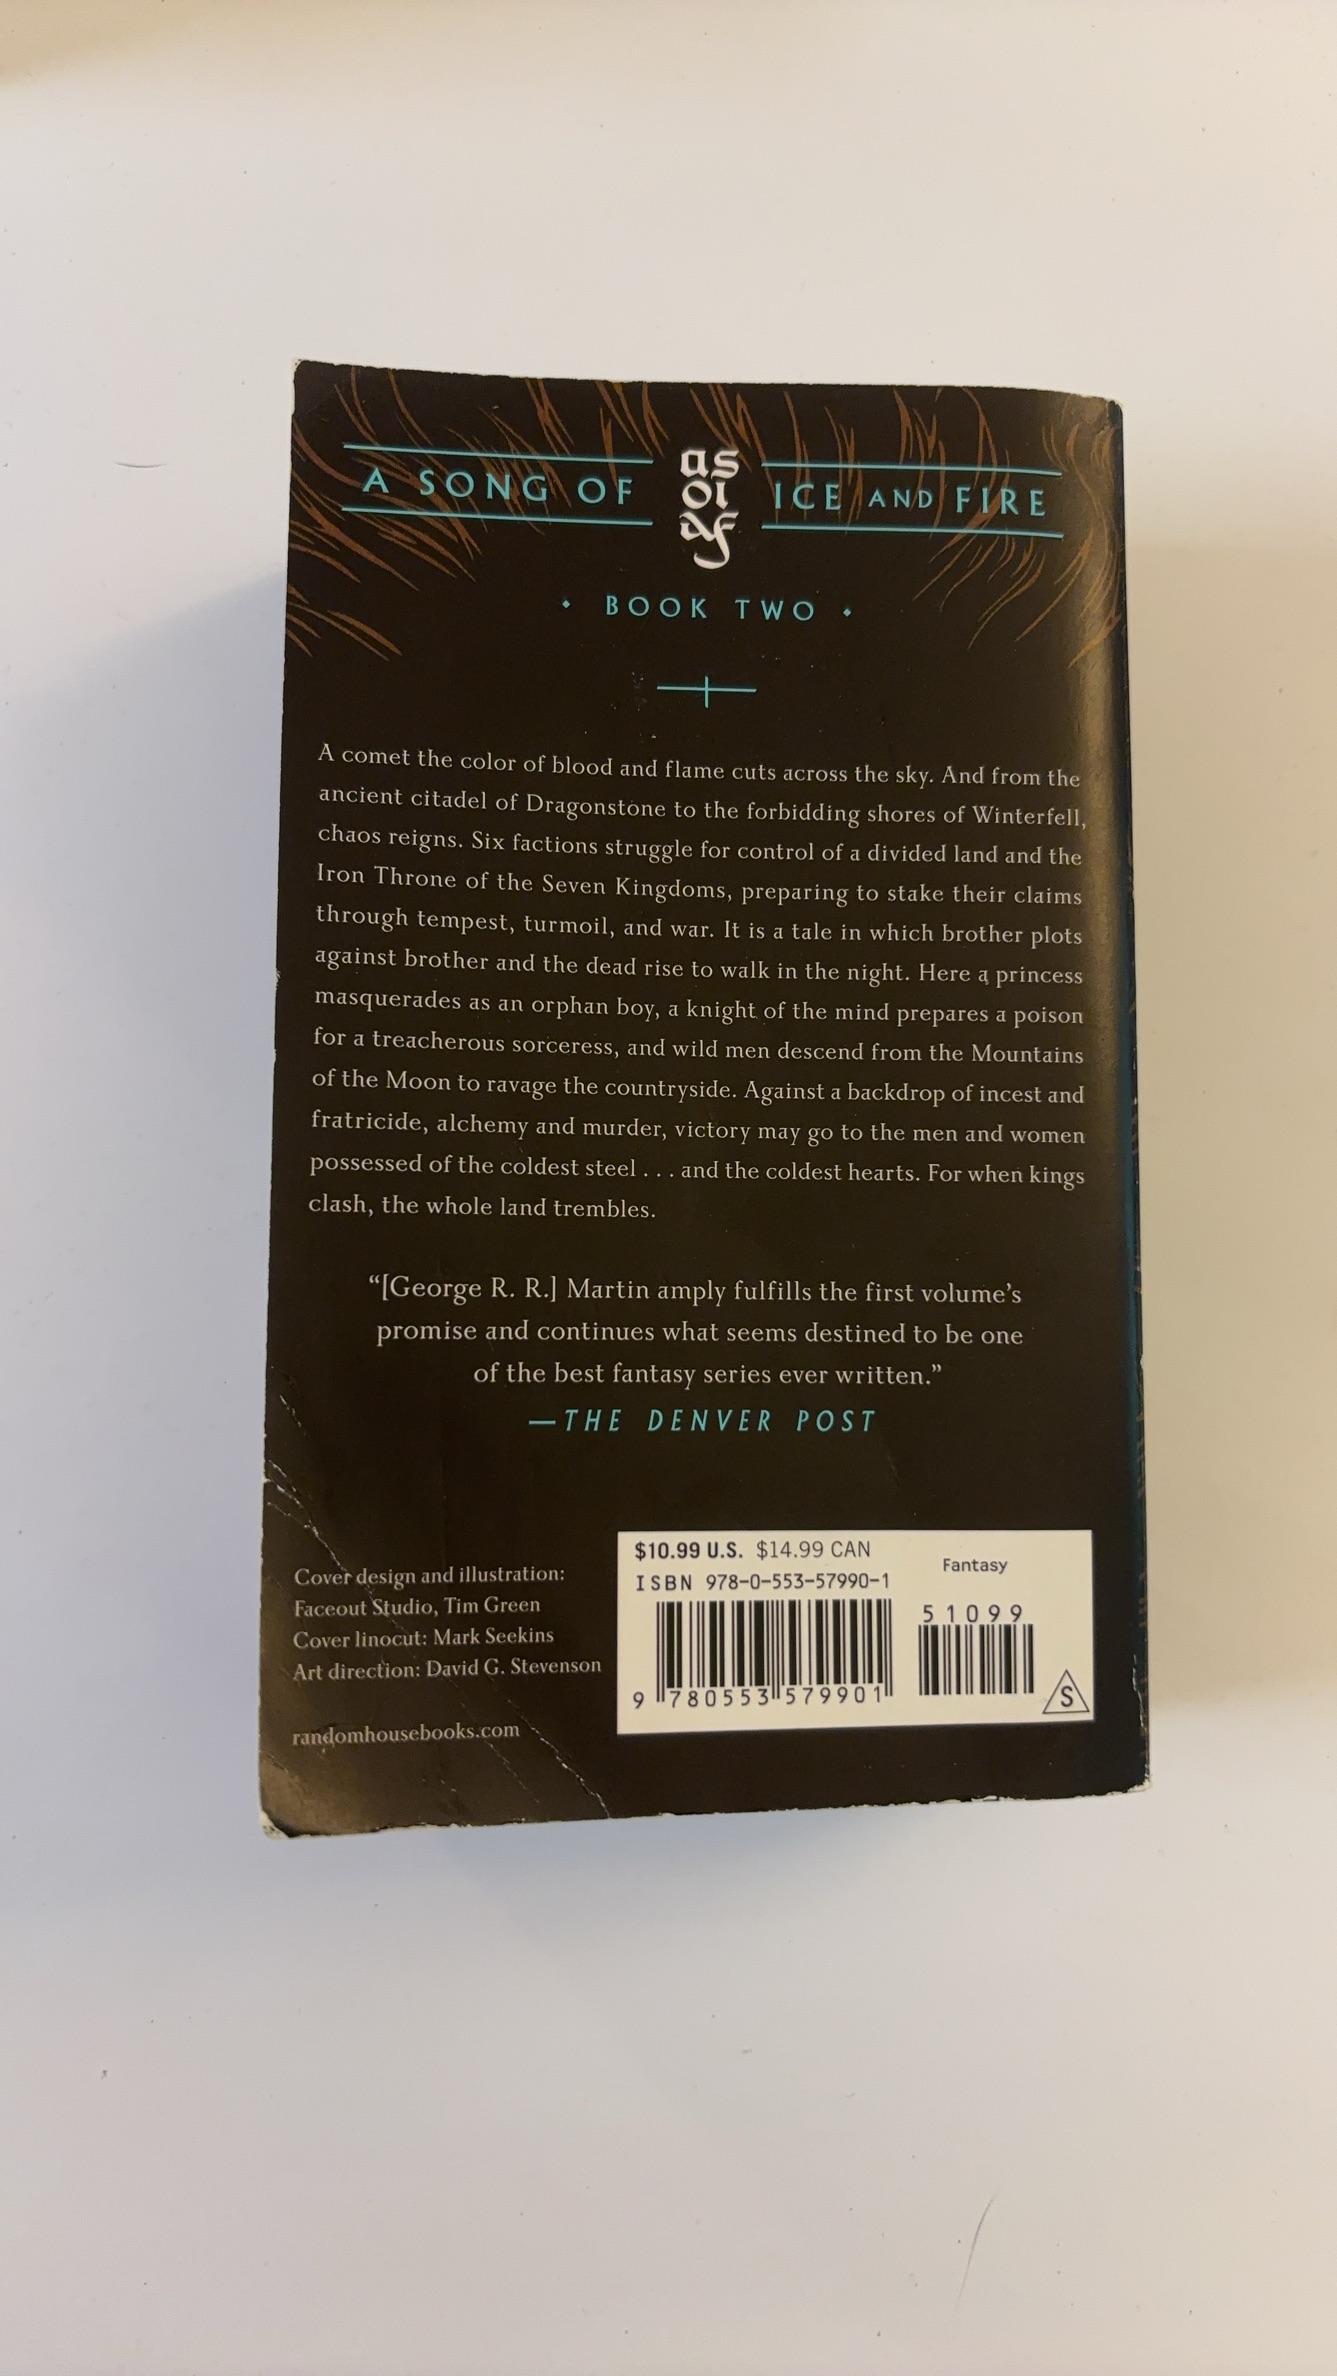 A SONG OF ICE AND FIRE
as
oi
af
• BOOK TWO •
A comet the color of blood and flame cuts across the sky. And from the
ancient citadel of Dragonstone to the forbidding shores of Winterfell,
chaos reigns. Six factions struggle for control of a divided land and the
Iron Throne of the Seven Kingdoms, preparing to stake their claims
through tempest, turmoil, and war. It is a tale in which brother plots
against brother and the dead rise to walk in the night. Here a princess
masquerades as an orphan boy, a knight of the mind prepares a poison
for a treacherous sorceress, and wild men descend from the Mountains
of the Moon to ravage the countryside. Against a backdrop of incest and
fratricide, alchemy and murder, victory may go to the men and women
possessed of the coldest steel . . . and the coldest hearts. For when kings
clash, the whole land trembles.
“[George R. R.] Martin amply fulfills the first volume’s
promise and continues what seems destined to be one
of the best fantasy series ever written.”
—THE DENVER POST
Cover design and illustration:
Faceout Studio, Tim Green
Cover linocut: Mark Seekins
Art direction: David G. Stevenson
randomhousebooks.com
$10.99 U.S. $14.99 CAN
ISBN 978-0-553-57990-1
9 780553 579901
Fantasy
51099
S